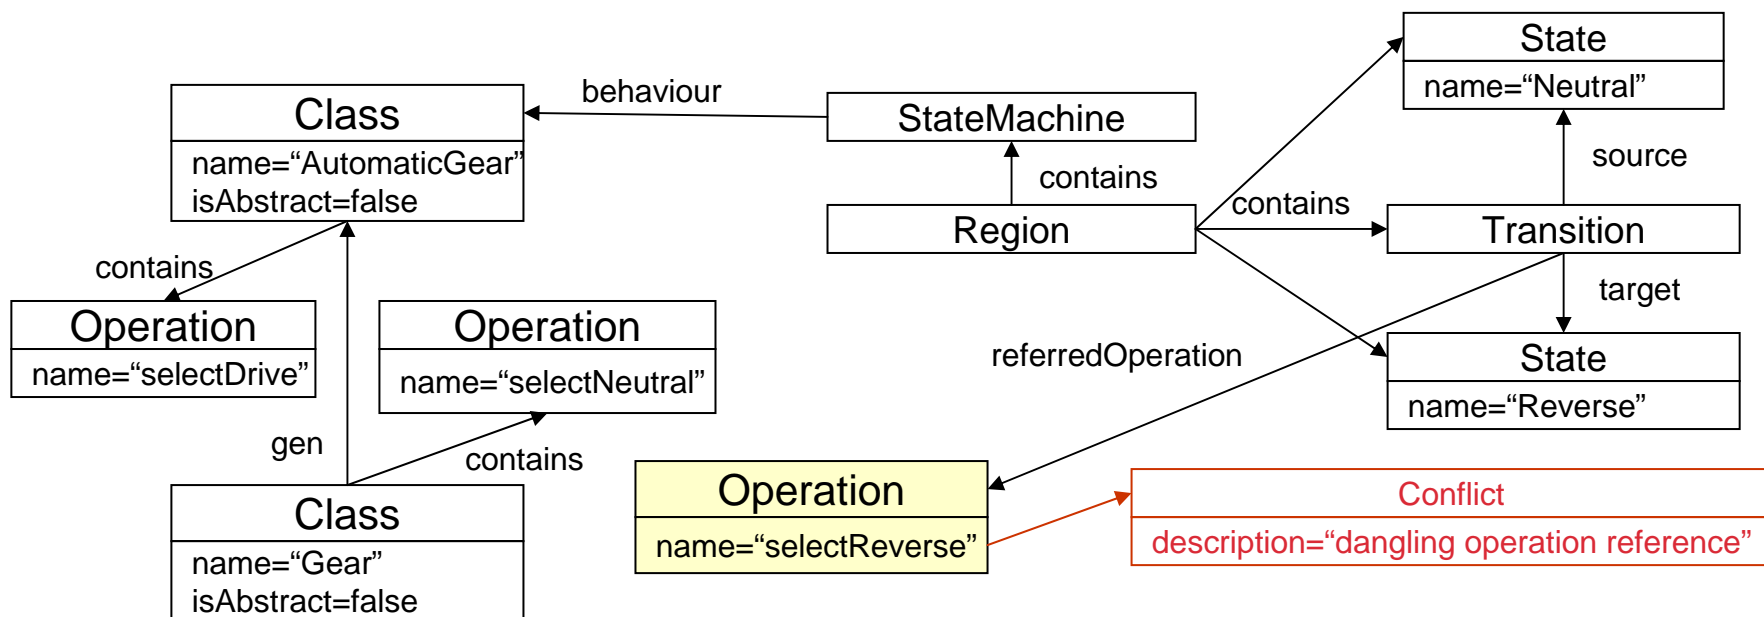 State
name=“Neutral”
behaviour
Class
name=“AutomaticGear”
isAbstract=false
StateMachine
contains
source
Region
contains
Transition
contains
target
Operation
name=“selectDrive”
Operation
name=“selectNeutral”
referredOperation
State
name=“Reverse”
gen
contains
Operation
name=“selectReverse”
Conflict
description=“dangling operation reference”
Class
name=“Gear”
isAbstract=false